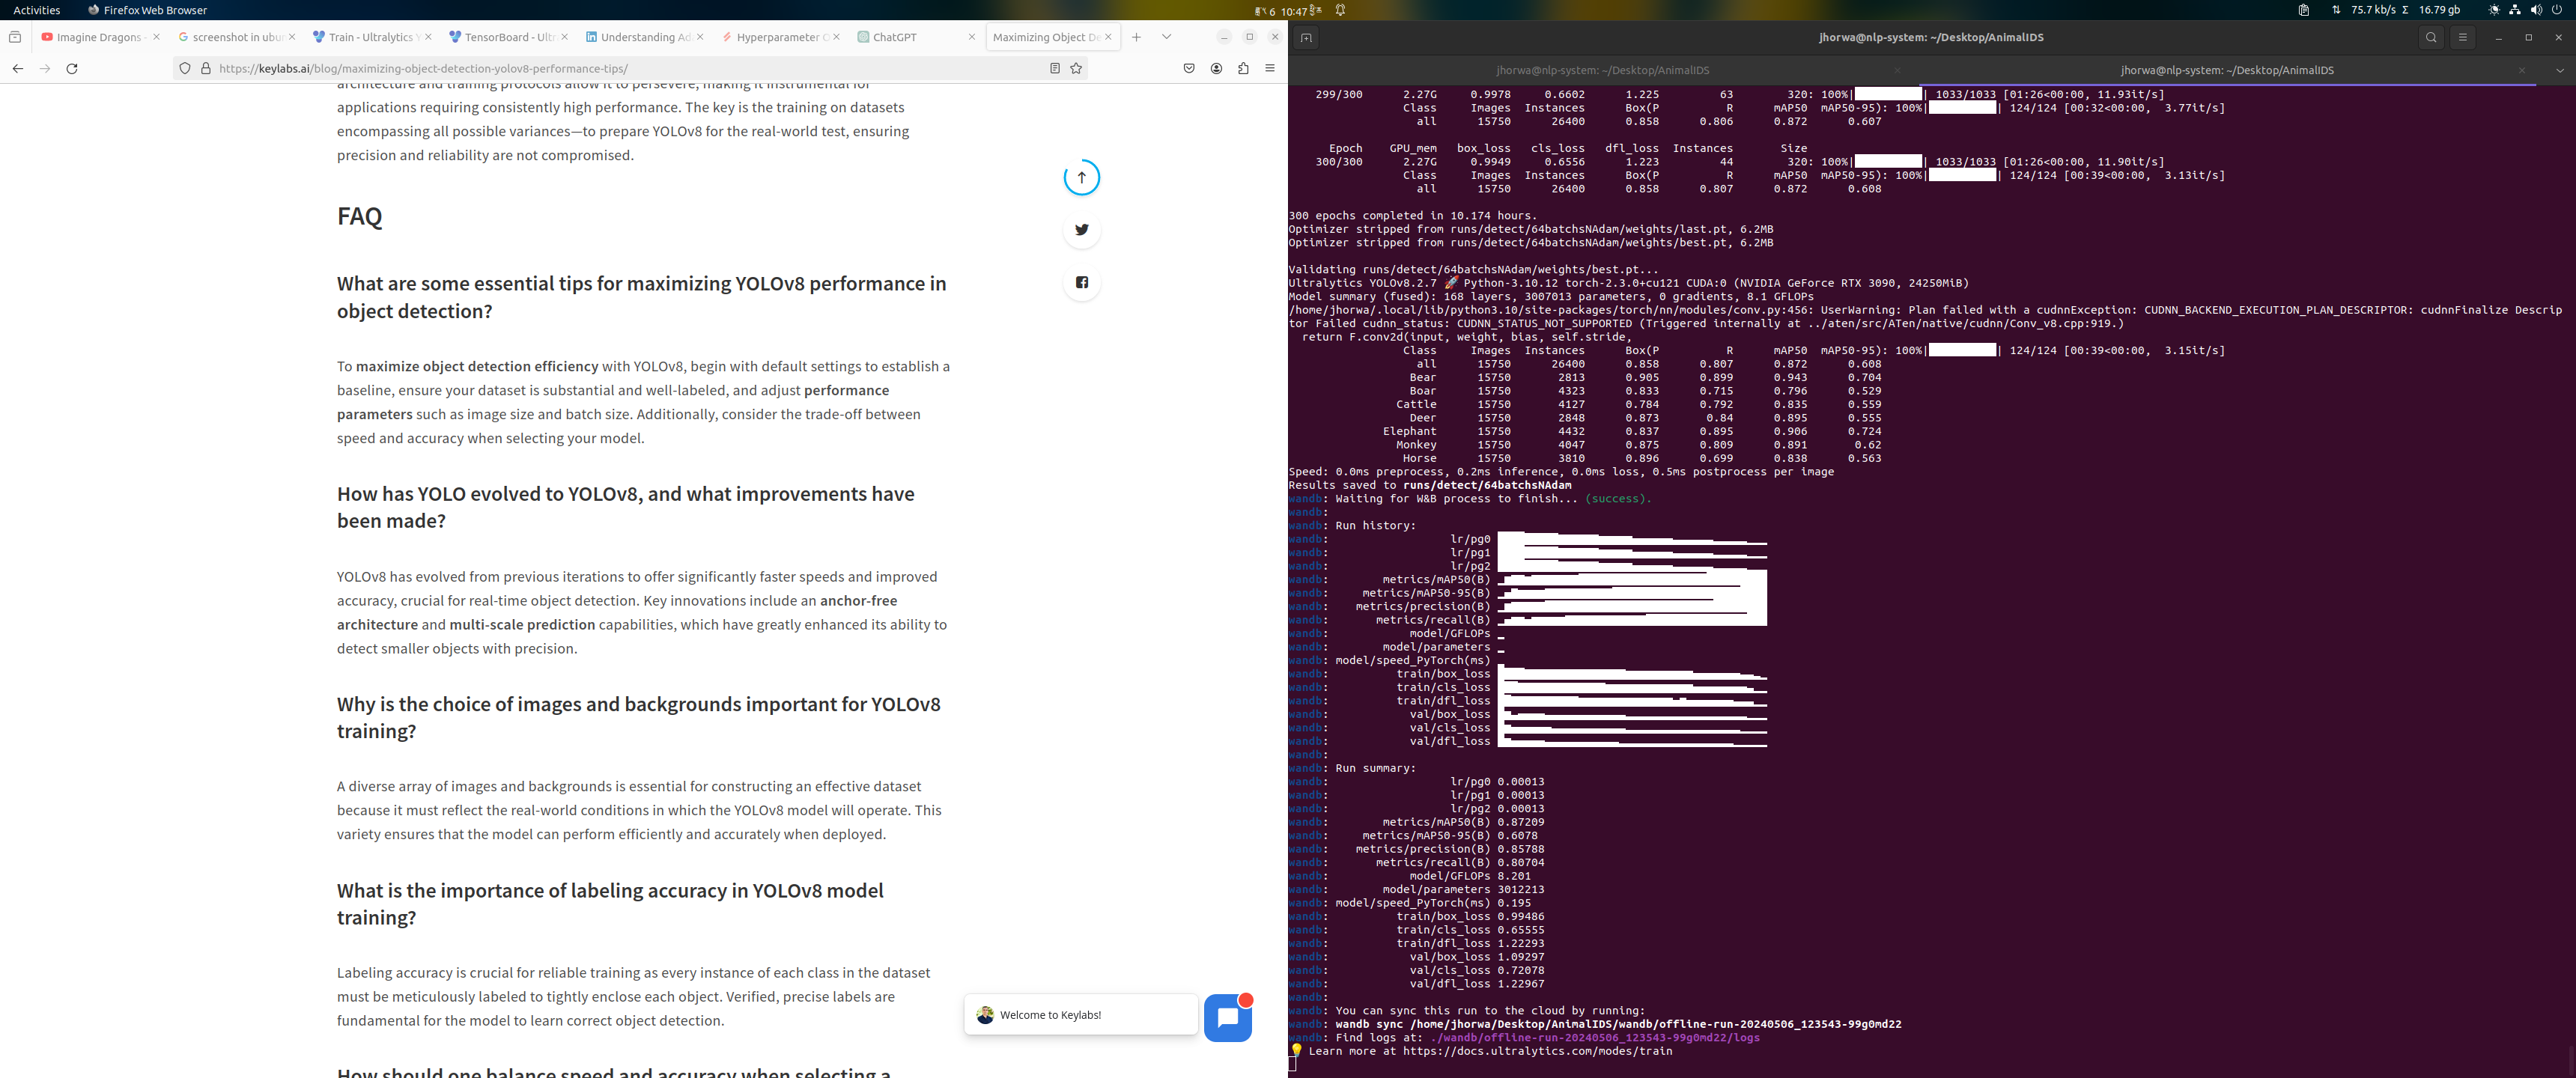 Activities
Firefox Web Browser
6 10:47
75.7 kb/s Σ 16.79 gb
Imagine Dragons -
screenshot in ubu
Train - Ultralytics Y
TensorBoard - Ultr
Understanding Ad
Hyperparameter O
ChatGPT
Maximizing Object De
https://keylabs.ai/blog/maximizing-object-detection-yolov8-performance-tips/
architecture and training protocols allow it to persevere, making it instrumental for
applications requiring consistently high performance. The key is the training on datasets
encompassing all possible variances—to prepare YOLOv8 for the real-world test, ensuring
precision and reliability are not compromised.
FAQ
What are some essential tips for maximizing YOLOv8 performance in
object detection?
To maximize object detection efficiency with YOLOv8, begin with default settings to establish a
baseline, ensure your dataset is substantial and well-labeled, and adjust performance
parameters such as image size and batch size. Additionally, consider the trade-off between
speed and accuracy when selecting your model.
How has YOLO evolved to YOLOv8, and what improvements have
been made?
YOLOv8 has evolved from previous iterations to offer significantly faster speeds and improved
accuracy, crucial for real-time object detection. Key innovations include an anchor-free
architecture and multi-scale prediction capabilities, which have greatly enhanced its ability to
detect smaller objects with precision.
Why is the choice of images and backgrounds important for YOLOv8
training?
A diverse array of images and backgrounds is essential for constructing an effective dataset
because it must reflect the real-world conditions in which the YOLOv8 model will operate. This
variety ensures that the model can perform efficiently and accurately when deployed.
What is the importance of labeling accuracy in YOLOv8 model
training?
Labeling accuracy is crucial for reliable training as every instance of each class in the dataset
must be meticulously labeled to tightly enclose each object. Verified, precise labels are
fundamental for the model to learn correct object detection.
How should one balance speed and accuracy when selecting a
Welcome to Keylabs!
jhorwa@nlp-system: ~/Desktop/AnimalIDS
jhorwa@nlp-system: ~/Desktop/AnimalIDS
jhorwa@nlp-system: ~/Desktop/AnimalIDS
299/300 2.27G 0.9978 0.6602 1.225 63 320: 100%| | 1033/1033 [01:26<00:00, 11.93it/s]
Class Images Instances Box(P R mAP50 mAP50-95): 100%| | 124/124 [00:32<00:00, 3.77it/s]
all 15750 26400 0.858 0.806 0.872 0.607
Epoch GPU_mem box_loss cls_loss dfl_loss Instances Size
300/300 2.27G 0.9949 0.6556 1.223 44 320: 100%| | 1033/1033 [01:26<00:00, 11.90it/s]
Class Images Instances Box(P R mAP50 mAP50-95): 100%| | 124/124 [00:39<00:00, 3.13it/s]
all 15750 26400 0.858 0.807 0.872 0.608
300 epochs completed in 10.174 hours.
Optimizer stripped from runs/detect/64batchsNAdam/weights/last.pt, 6.2MB
Optimizer stripped from runs/detect/64batchsNAdam/weights/best.pt, 6.2MB
Validating runs/detect/64batchsNAdam/weights/best.pt...
Ultralytics YOLOv8.2.7 🚀 Python-3.10.12 torch-2.3.0+cu121 CUDA:0 (NVIDIA GeForce RTX 3090, 24250MiB)
Model summary (fused): 168 layers, 3007013 parameters, 0 gradients, 8.1 GFLOPs
/home/jhorwa/.local/lib/python3.10/site-packages/torch/nn/modules/conv.py:456: UserWarning: Plan failed with a cudnnException: CUDNN_BACKEND_EXECUTION_PLAN_DESCRIPTOR: cudnnFinalize Descrip
tor Failed cudnn_status: CUDNN_STATUS_NOT_SUPPORTED (Triggered internally at ../aten/src/ATen/native/cudnn/Conv_v8.cpp:919.)
return F.conv2d(input, weight, bias, self.stride,
Class Images Instances Box(P R mAP50 mAP50-95): 100%| | 124/124 [00:39<00:00, 3.15it/s]
all 15750 26400 0.858 0.807 0.872 0.608
Bear 15750 2813 0.905 0.899 0.943 0.704
Boar 15750 4323 0.833 0.715 0.796 0.529
Cattle 15750 4127 0.784 0.792 0.835 0.559
Deer 15750 2848 0.873 0.84 0.895 0.555
Elephant 15750 4432 0.837 0.895 0.906 0.724
Monkey 15750 4047 0.875 0.809 0.891 0.62
Horse 15750 3810 0.896 0.699 0.838 0.563
Speed: 0.0ms preprocess, 0.2ms inference, 0.0ms loss, 0.5ms postprocess per image
Results saved to runs/detect/64batchsNAdam
wandb: Waiting for W&B process to finish... (success).
wandb:
wandb: Run history:
wandb: lr/pg0
wandb: lr/pg1
wandb: lr/pg2
wandb: metrics/mAP50(B)
wandb: metrics/mAP50-95(B)
wandb: metrics/precision(B)
wandb: metrics/recall(B)
wandb: model/GFLOPs
wandb: model/parameters
wandb: model/speed_PyTorch(ms)
wandb: train/box_loss
wandb: train/cls_loss
wandb: train/dfl_loss
wandb: val/box_loss
wandb: val/cls_loss
wandb: val/dfl_loss
wandb:
wandb: Run summary:
wandb: lr/pg0 0.00013
wandb: lr/pg1 0.00013
wandb: lr/pg2 0.00013
wandb: metrics/mAP50(B) 0.87209
wandb: metrics/mAP50-95(B) 0.6078
wandb: metrics/precision(B) 0.85788
wandb: metrics/recall(B) 0.80704
wandb: model/GFLOPs 8.201
wandb: model/parameters 3012213
wandb: model/speed_PyTorch(ms) 0.195
wandb: train/box_loss 0.99486
wandb: train/cls_loss 0.65555
wandb: train/dfl_loss 1.22293
wandb: val/box_loss 1.09297
wandb: val/cls_loss 0.72078
wandb: val/dfl_loss 1.22967
wandb:
wandb: You can sync this run to the cloud by running:
wandb: wandb sync /home/jhorwa/Desktop/AnimalIDS/wandb/offline-run-20240506_123543-99g0md22
wandb: Find logs at: ./wandb/offline-run-20240506_123543-99g0md22/logs
💡 Learn more at https://docs.ultralytics.com/modes/train